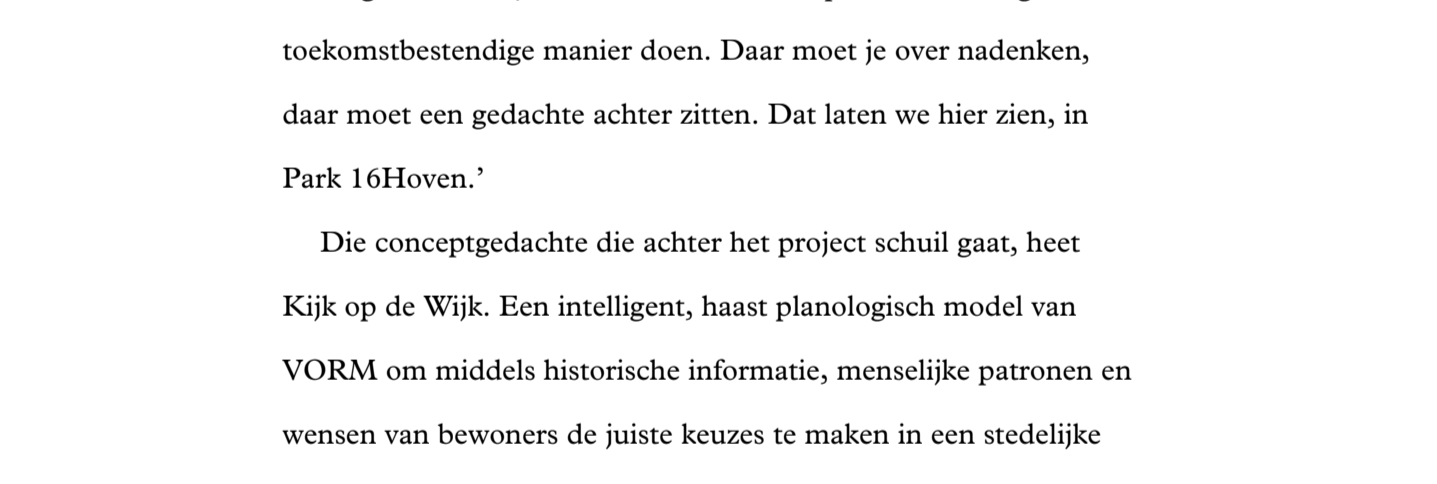 toekomstbestendige manier doen. Daar moet je over nadenken,
daar moet een gedachte achter zitten. Dat laten we hier zien, in
Park 16Hoven.’
Die conceptgedachte die achter het project schuil gaat, heet
Kijk op de Wijk. Een intelligent, haast planologisch model van
VORM om middels historische informatie, menselijke patronen en
wensen van bewoners de juiste keuzes te maken in een stedelijke